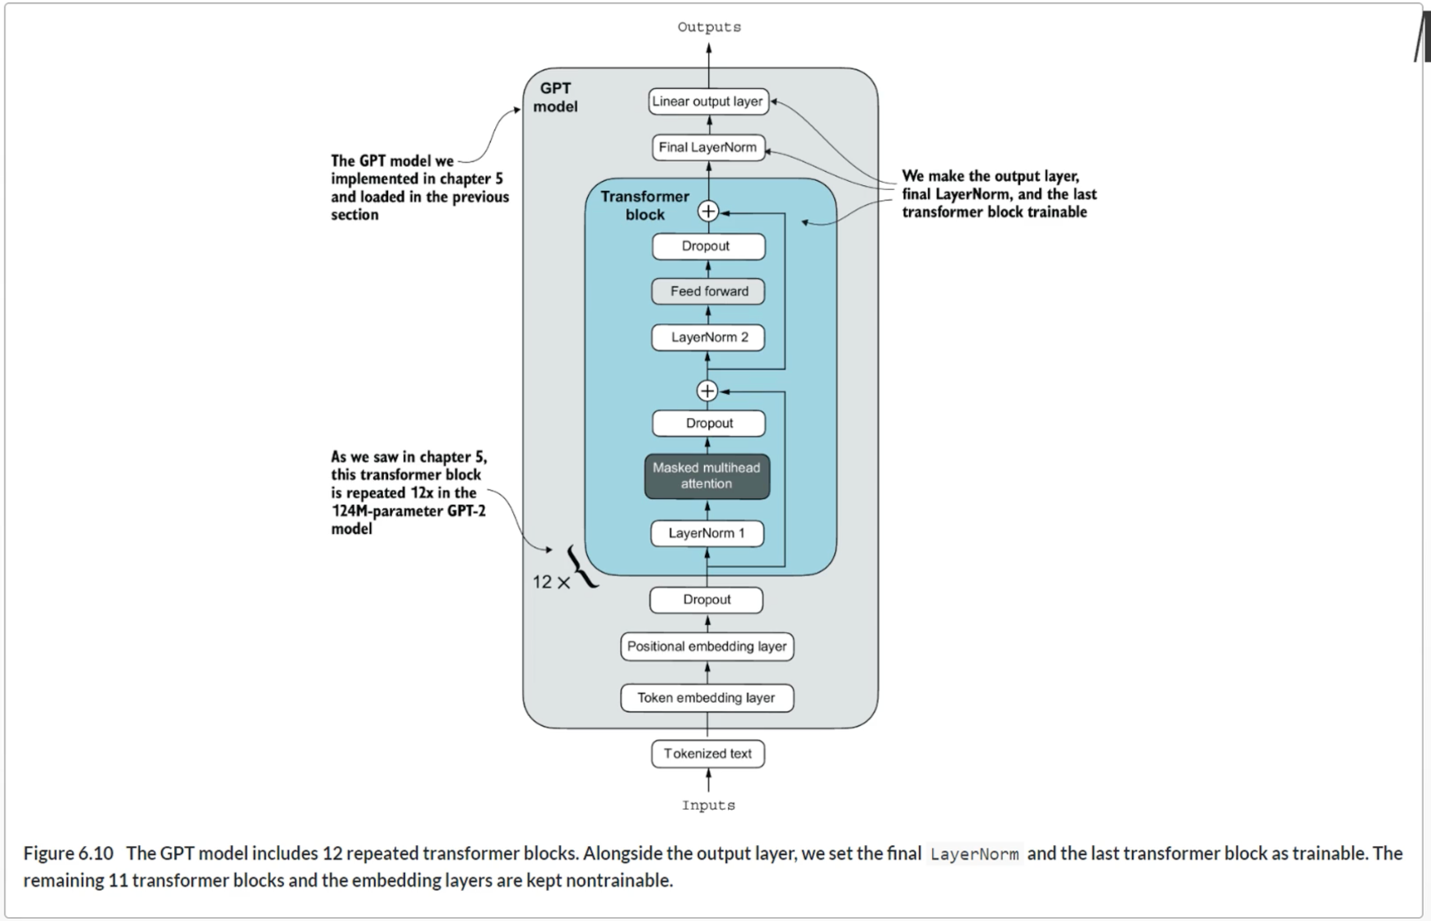 Outputs
GPT
model
Linear output layer
Final LayerNorm
The GPT model we
implemented in chapter 5
and loaded in the previous
section
We make the output layer,
final LayerNorm, and the last
transformer block trainable
Transformer
block
+
Dropout
Feed forward
LayerNorm 2
+
Dropout
Masked multihead
attention
LayerNorm 1
As we saw in chapter 5,
this transformer block
is repeated 12x in the
124M-parameter GPT-2
model
12 ×
Dropout
Positional embedding layer
Token embedding layer
Tokenized text
Inputs
Figure 6.10 The GPT model includes 12 repeated transformer blocks. Alongside the output layer, we set the final LayerNorm and the last transformer block as trainable. The
remaining 11 transformer blocks and the embedding layers are kept nontrainable.